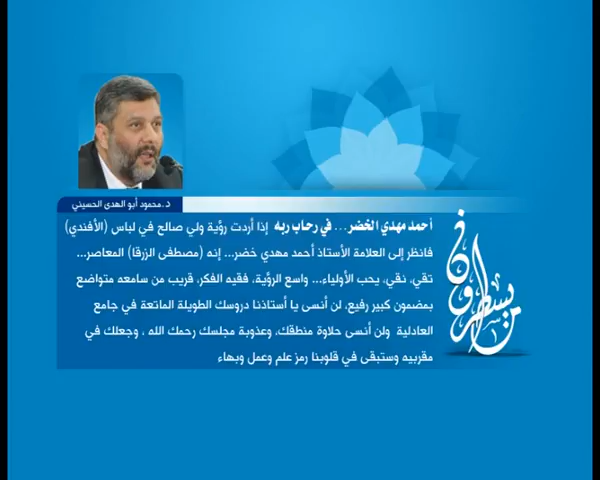 د.محمود أبو الهدى الحسيني
أحمد مهدي الخضر... في رحاب ربه إذا أردت رؤية ولي صالح في لباس (الأفندي)
فانظر إلى العلامة الأستاذ أحمد مهدي خضر... إنه (مصطفى الزرقا) المعاصر...
تقي، نقي، يحب الأولياء... واسع الرؤية، فقيه الفكر، قريب من سامعه متواضع
بمضمون كبير رفيع، لن أنسى يا أستاذنا دروسك الطويلة الماتعة في جامع
العادلية ولن أنسى حلاوة منطقك، وعذوبة مجلسك رحمك الله ، وجعلك في
مقربيه وستبقى في قلوبنا رمز علم وعمل وبهاء